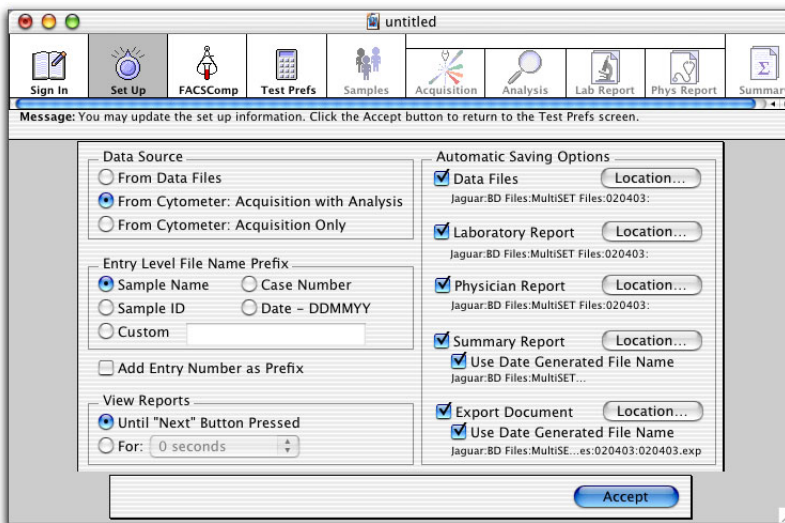 untitled
Sign In
Set Up
FACSComp
Test Prefs
Samples
Acquisition
Analysis
Lab Report
Phys Report
Summary
Message: You may update the set up information. Click the Accept button to return to the Test Prefs screen.
Data Source
From Data Files
From Cytometer: Acquisition with Analysis
From Cytometer: Acquisition Only
Entry Level File Name Prefix
Sample Name
Case Number
Sample ID
Date - DDMMYY
Custom
Add Entry Number as Prefix
View Reports
Until "Next" Button Pressed
For: 0 seconds
Automatic Saving Options
Data Files Location...
Jaguar:BD Files:MultiSET Files:020403:
Laboratory Report Location...
Jaguar:BD Files:MultiSET Files:020403:
Physician Report Location...
Jaguar:BD Files:MultiSET Files:020403:
Summary Report Location...
Use Date Generated File Name
Jaguar:BD Files:MultiSET...
Export Document Location...
Use Date Generated File Name
Jaguar:BD Files:MultiSE...es:020403:020403.exp
Accept